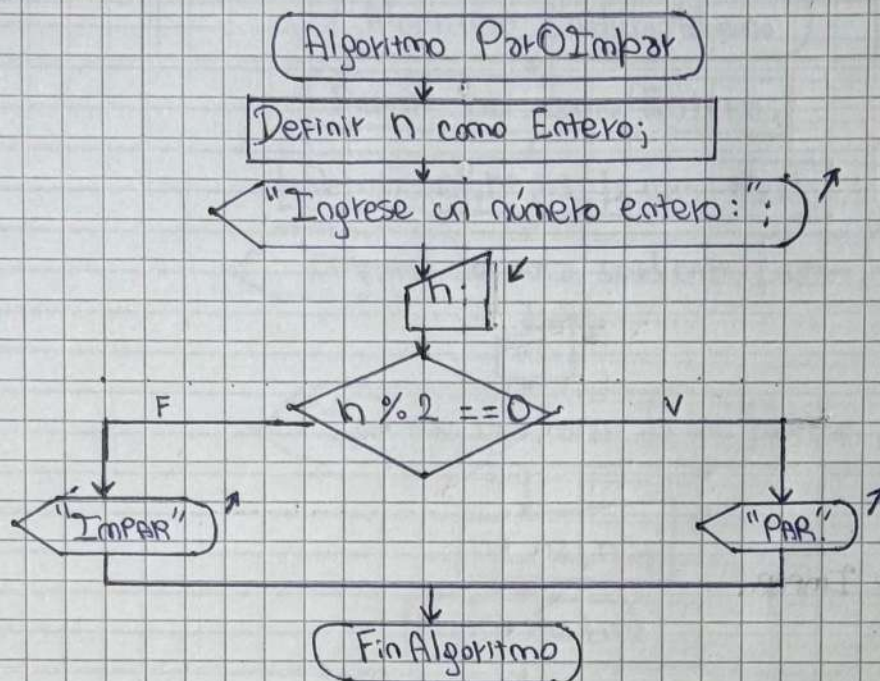 Algoritmo ParOImpar
Definir n como Entero;
"Ingrese un número entero:";
n;
n % 2 == 0
F
V
"IMPAR"
"PAR"
FinAlgoritmo